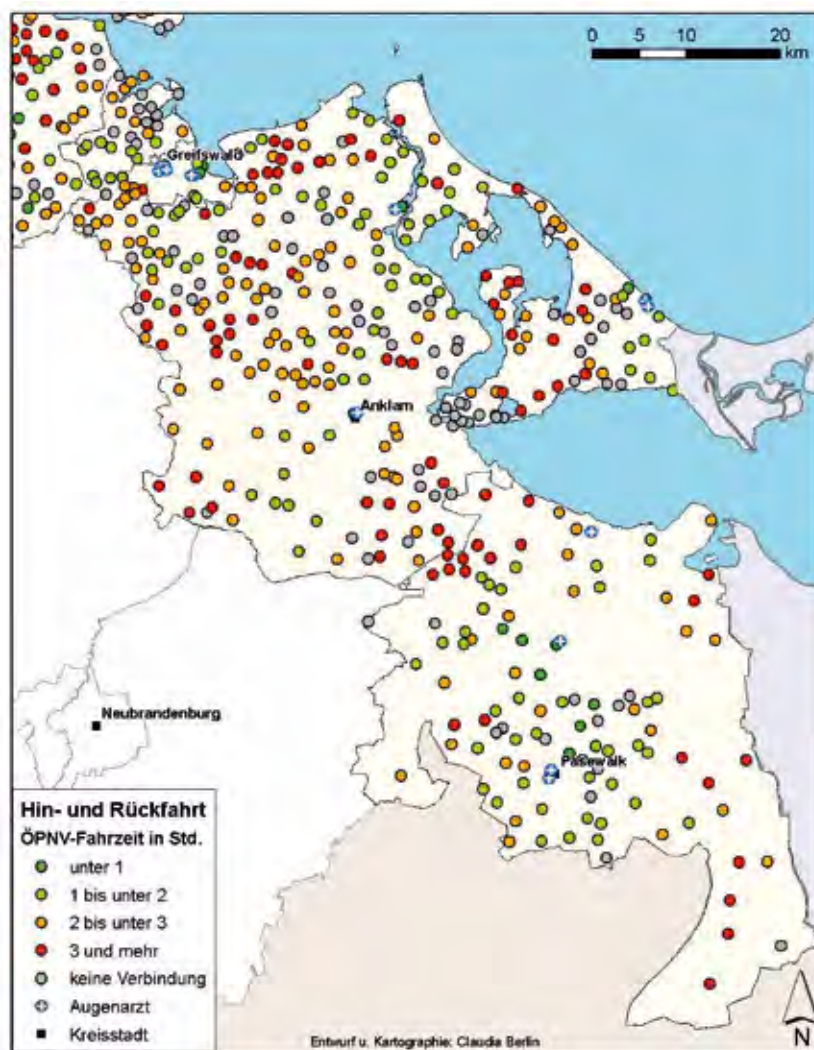 0 10 20
km
Greifswald
Anklam
Neubrandenburg
Pasewalk
Hin- und Rückfahrt
ÖPNV-Fahrzeit in Std.
unter 1
1 bis unter 2
2 bis unter 3
3 und mehr
keine Verbindung
Augenarzt
Kreisstadt
Entwurf u. Kartographie: Claudia Berlin
N